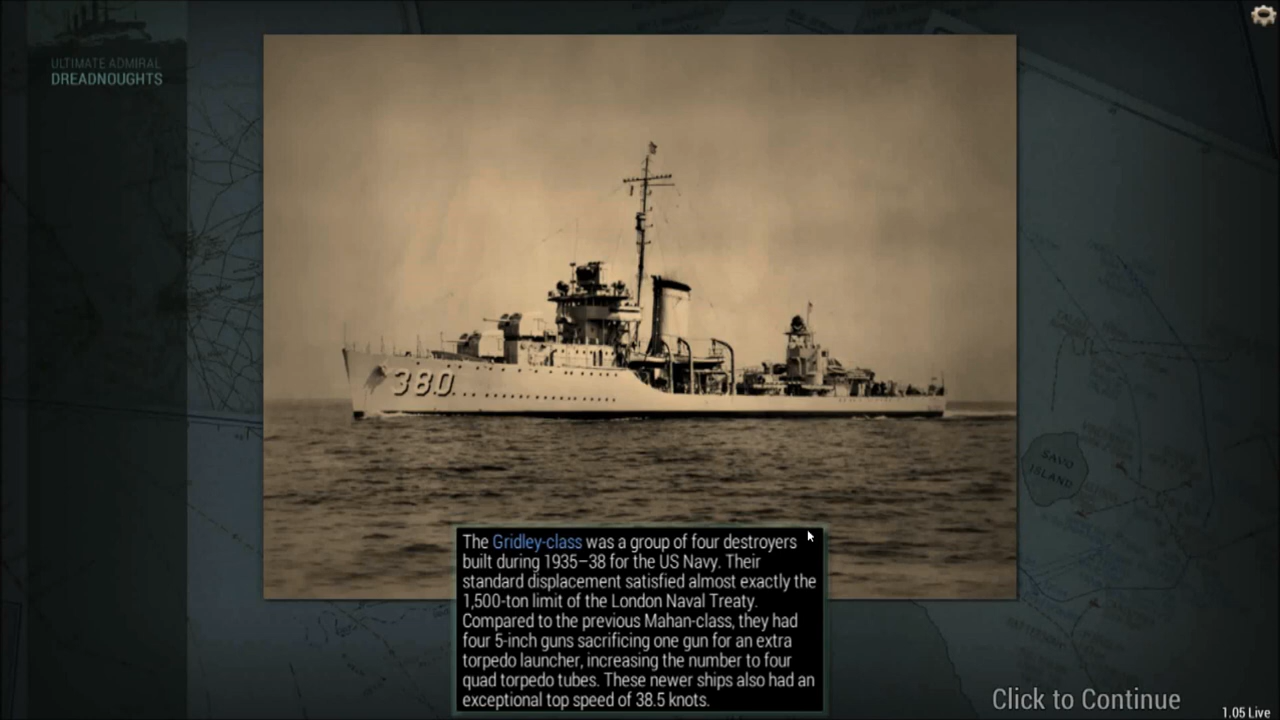 ULTIMATE ADMIRAL
DREADNOUGHTS
380
SAVO
ISLAND
The Gridley-class was a group of four destroyers
built during 1935–38 for the US Navy. Their
standard displacement satisfied almost exactly the
1,500-ton limit of the London Naval Treaty.
Compared to the previous Mahan-class, they had
four 5-inch guns sacrificing one gun for an extra
torpedo launcher, increasing the number to four
quad torpedo tubes. These newer ships also had an
exceptional top speed of 38.5 knots.
Click to Continue
1.05 Live